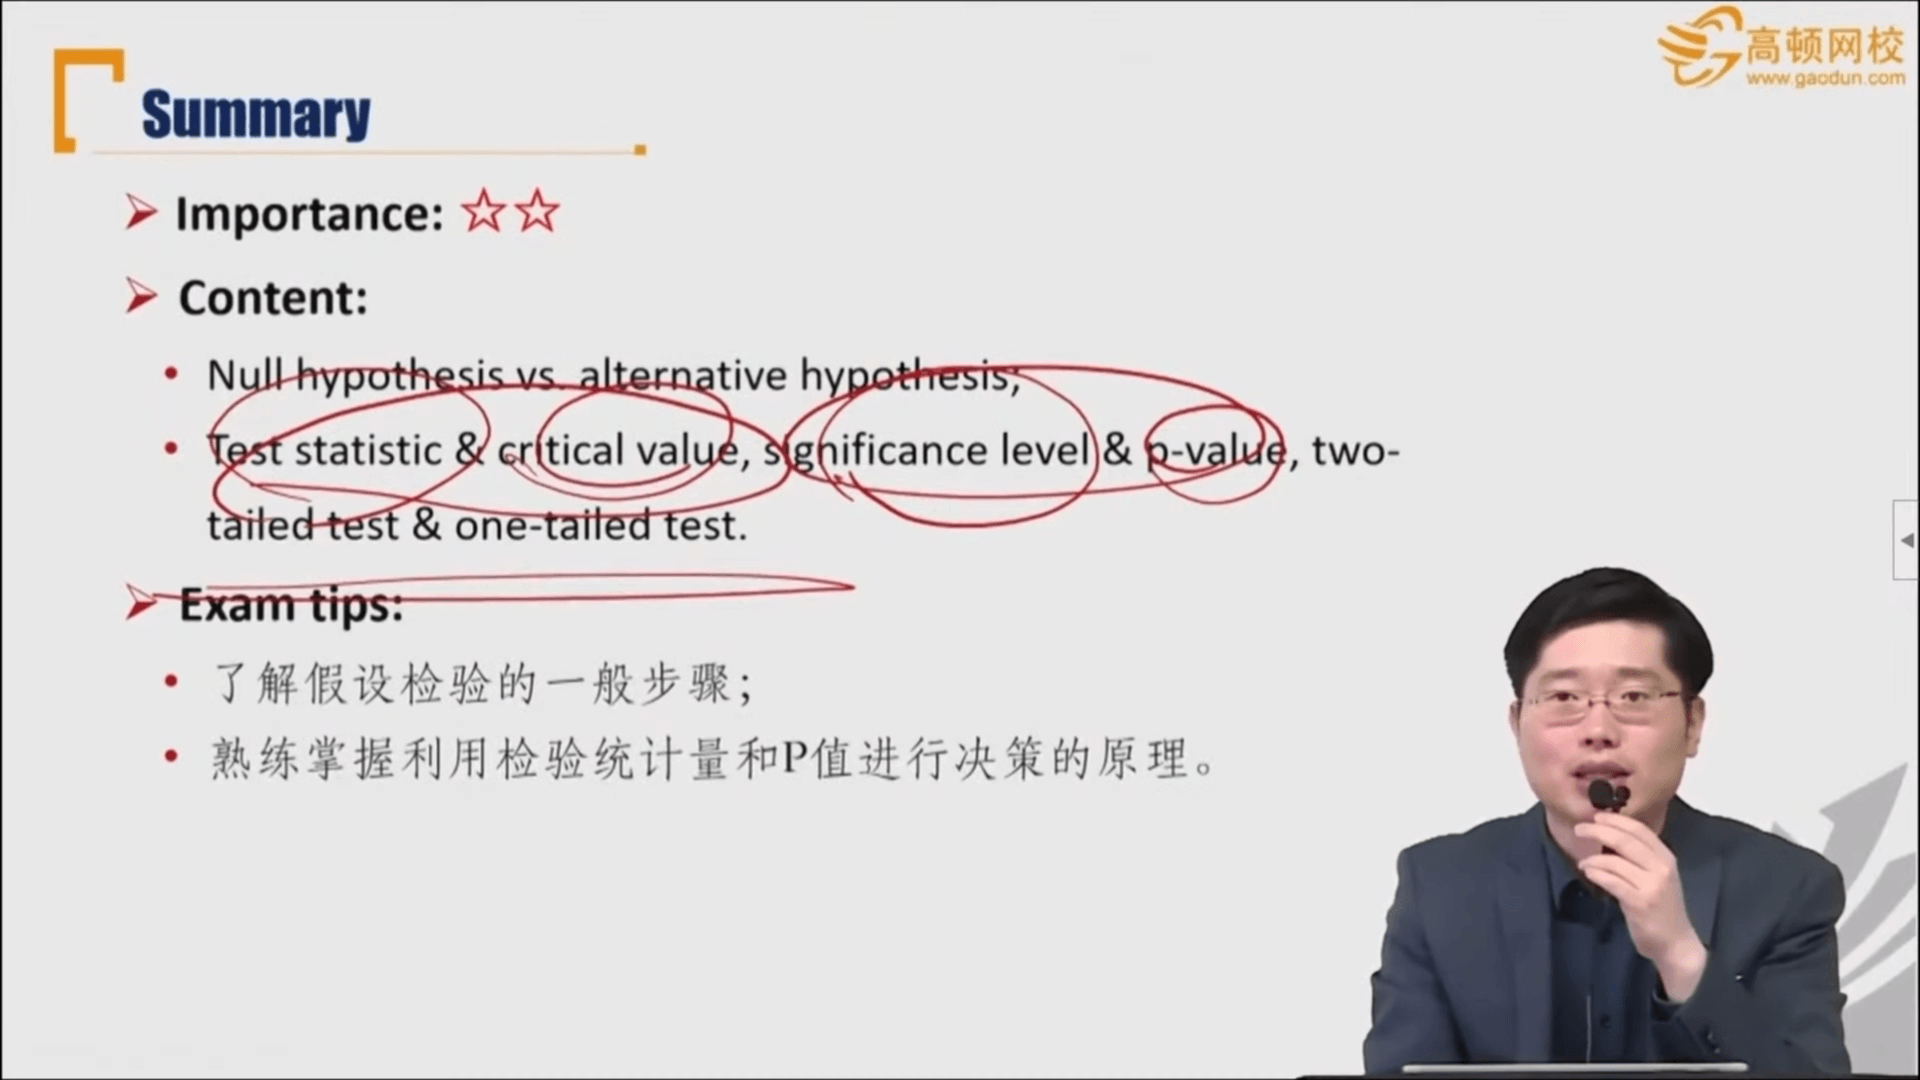 高顿网校
www.gaodun.com
Summary
Importance: ☆☆
Content:
Null hypothesis vs. alternative hypothesis;
Test statistic & critical value, significance level & p-value, two-
tailed test & one-tailed test.
Exam tips:
了解假设检验的一般步骤；
熟练掌握利用检验统计量和P值进行决策的原理。